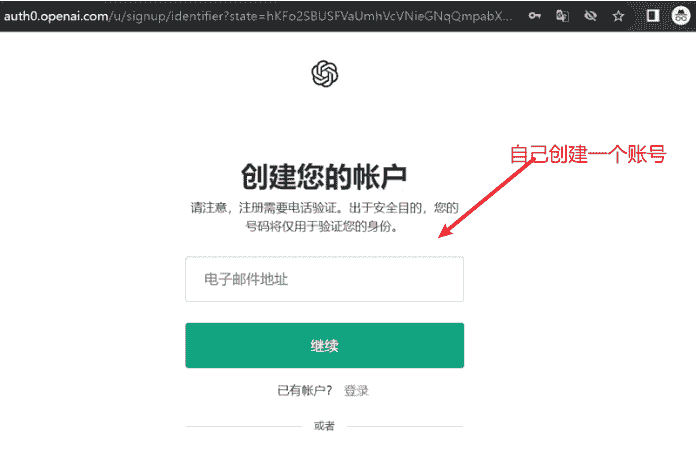 auth0.openai.com/u/signup/identifier?state=hKFo2SBUSFVaUmhVcVNieGNqQmpabX...
自己创建一个账号
创建您的帐户
请注意，注册需要电话验证。出于安全目的，您的
号码将仅用于验证您的身份。
电子邮件地址
继续
已有帐户？ 登录
或者